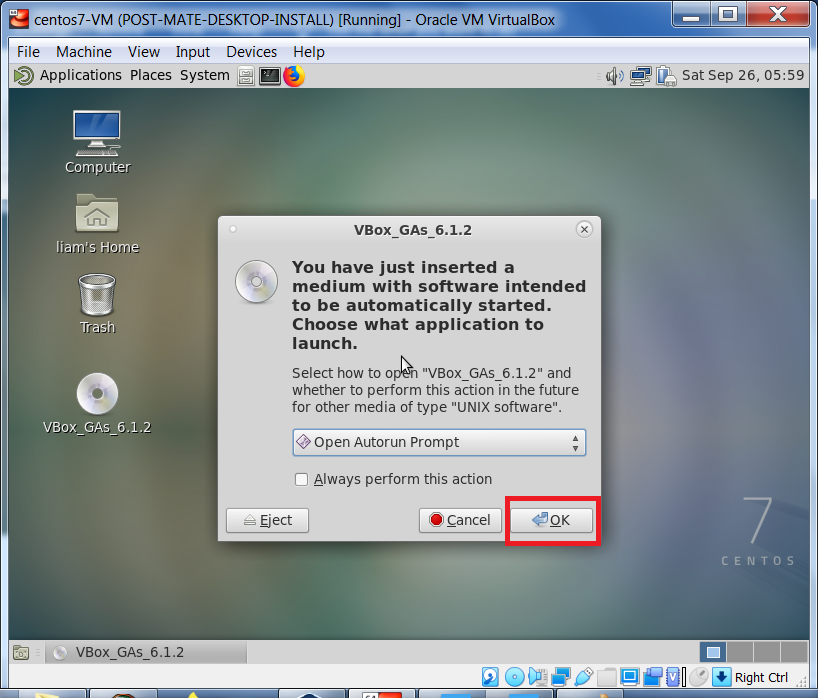 centos7-VM (POST-MATE-DESKTOP-INSTALL) [Running] - Oracle VM VirtualBox
File Machine View Input Devices Help
Applications Places System Sat Sep 26, 05:59
Computer
liam's Home
Trash
VBox_GAs_6.1.2
VBox_GAs_6.1.2
You have just inserted a
medium with software intended
to be automatically started.
Choose what application to
launch.
Select how to open "VBox_GAs_6.1.2" and
whether to perform this action in the future
for other media of type "UNIX software".
Open Autorun Prompt
Always perform this action
Eject Cancel OK
7
CENTOS
VBox_GAs_6.1.2
Right Ctrl